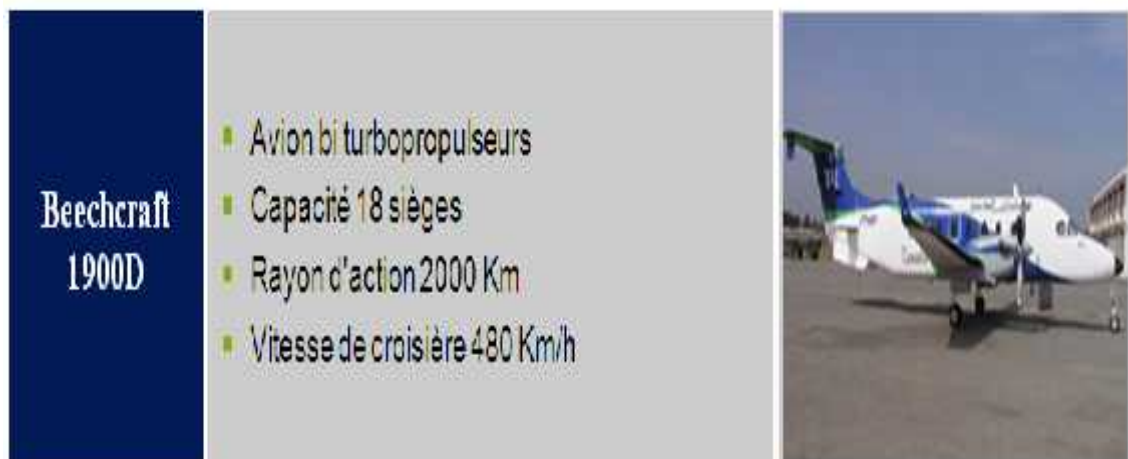 Beechcraft
1900D
Avion bi turbopropulseurs
Capacité 18 sièges
Rayon d'action 2000 Km
Vitesse de croisière 480 Km/h